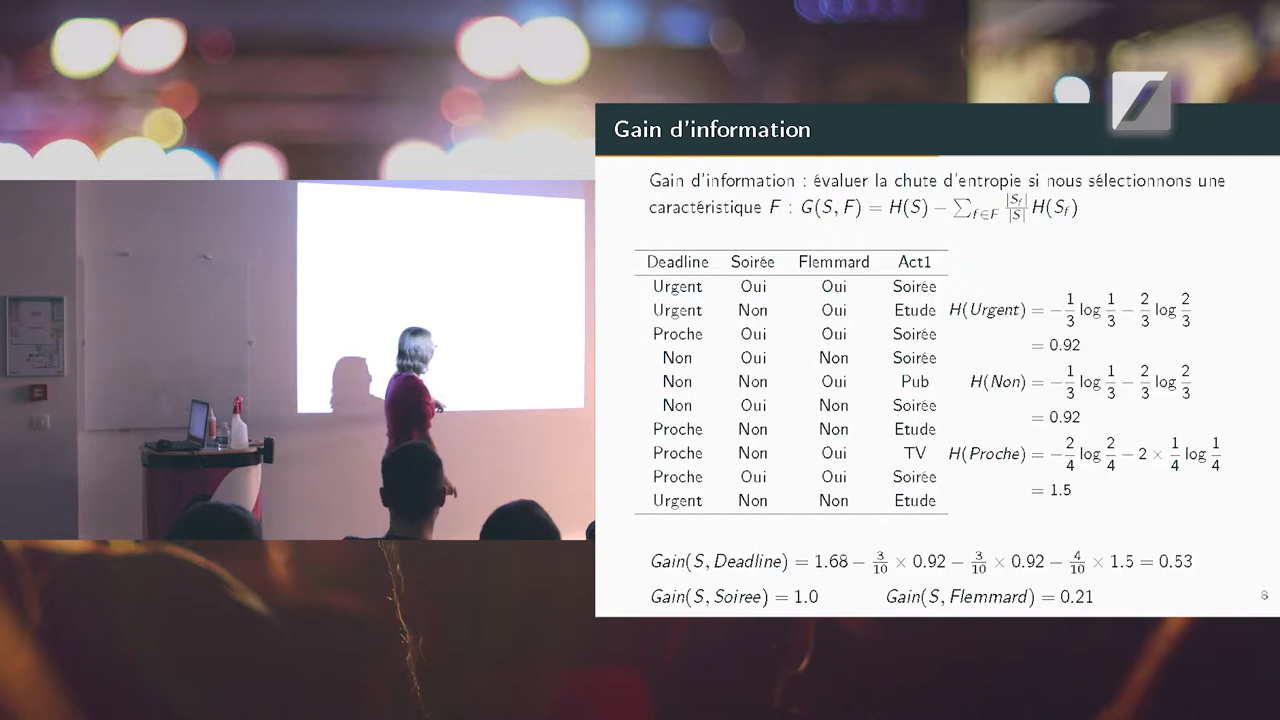 Gain d'information
Gain d'information : évaluer la chute d'entropie si nous sélectionnons une
caractéristique F : G(S, F) = H(S) − ∑_{f∈F} |S_f|/|S| H(S_f)
Deadline Soirée Flemmard Act1
Urgent Oui Oui Soirée
Urgent Non Oui Etude
Proche Oui Oui Soirée
Non Oui Non Soirée
Non Non Oui Pub
Non Oui Non Soirée
Proche Non Non Etude
Proche Non Oui TV
Proche Oui Oui Soirée
Urgent Non Non Etude
H(Urgent) = −1/3 log 1/3 − 2/3 log 2/3
= 0.92
H(Non) = −1/3 log 1/3 − 2/3 log 2/3
= 0.92
H(Proche) = −2/4 log 2/4 − 2 × 1/4 log 1/4
= 1.5
Gain(S, Deadline) = 1.68 − 3/10 × 0.92 − 3/10 × 0.92 − 4/10 × 1.5 = 0.53
Gain(S, Soiree) = 1.0 Gain(S, Flemmard) = 0.21
8